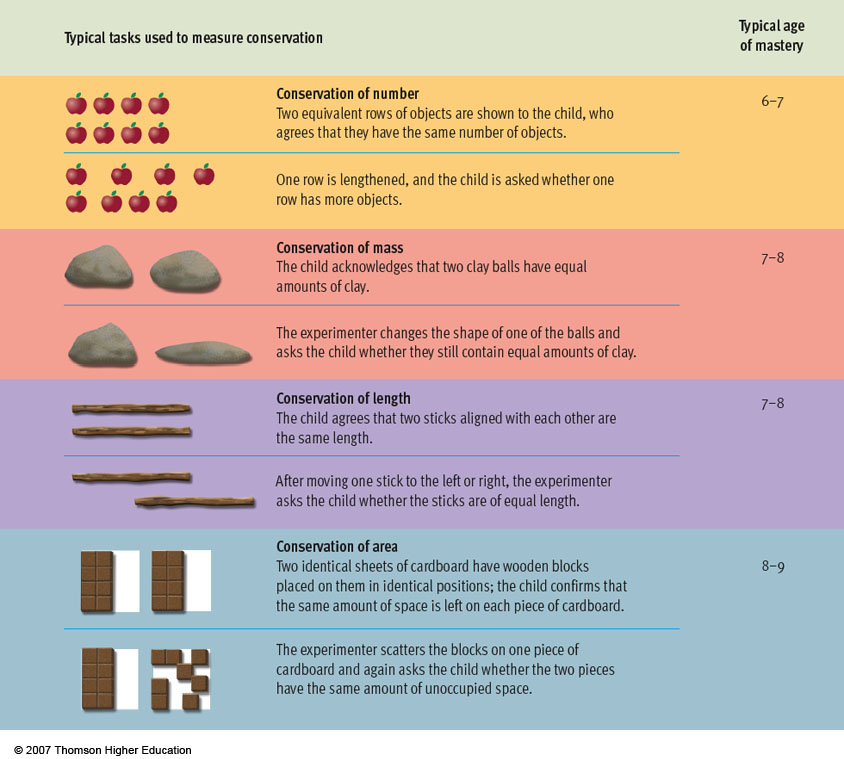 Typical tasks used to measure conservation
Typical age
of mastery
Conservation of number
Two equivalent rows of objects are shown to the child, who
agrees that they have the same number of objects.
6–7
One row is lengthened, and the child is asked whether one
row has more objects.
Conservation of mass
The child acknowledges that two clay balls have equal
amounts of clay.
7–8
The experimenter changes the shape of one of the balls and
asks the child whether they still contain equal amounts of clay.
Conservation of length
The child agrees that two sticks aligned with each other are
the same length.
7–8
After moving one stick to the left or right, the experimenter
asks the child whether the sticks are of equal length.
Conservation of area
Two identical sheets of cardboard have wooden blocks
placed on them in identical positions; the child confirms that
the same amount of space is left on each piece of cardboard.
8–9
The experimenter scatters the blocks on one piece of
cardboard and again asks the child whether the two pieces
have the same amount of unoccupied space.
© 2007 Thomson Higher Education